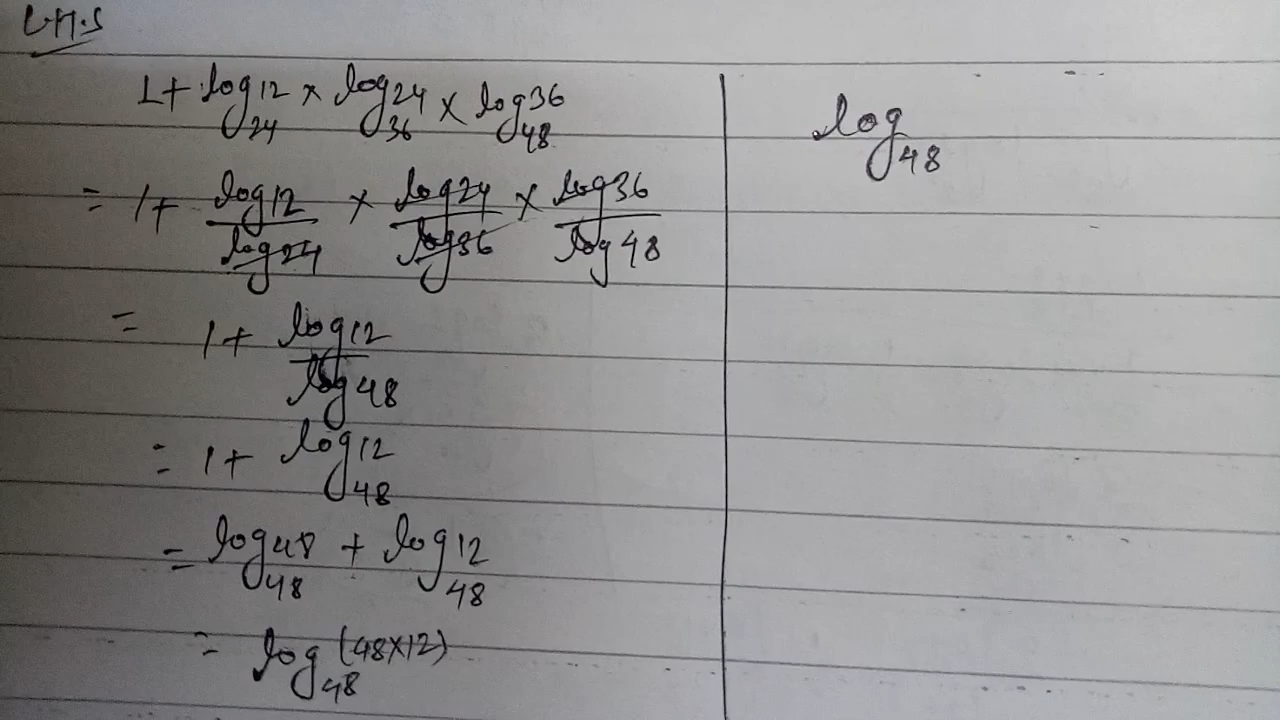 L.H.S
1 + log₂₄12 × log₃₆24 × log₄₈36
= 1 + log12/log24 × log24/log36 × log36/log48
= 1 + log12/log48
= 1 + log₄₈12
= log₄₈48 + log₄₈12
= log₄₈(48×12)
log₄₈